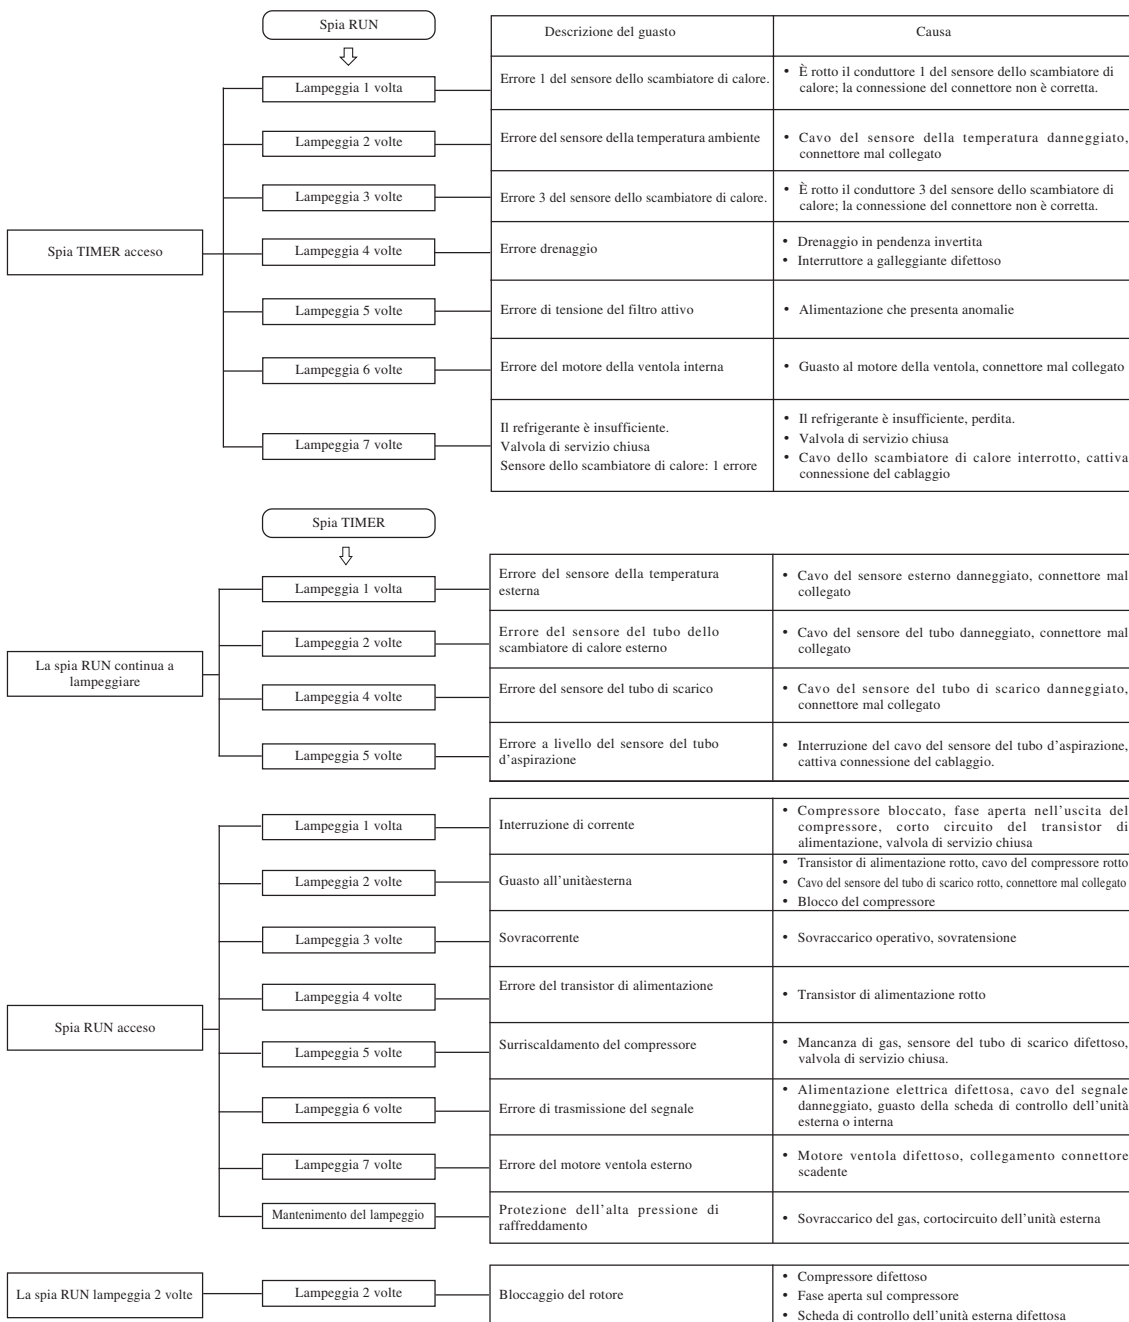 Spia RUN
Descrizione del guasto
Causa
Lampeggia 1 volta
Errore 1 del sensore dello scambiatore di calore.
• È rotto il conduttore 1 del sensore dello scambiatore di
calore; la connessione del connettore non è corretta.
Lampeggia 2 volte
Errore del sensore della temperatura ambiente
• Cavo del sensore della temperatura danneggiato,
connettore mal collegato
Lampeggia 3 volte
Errore 3 del sensore dello scambiatore di calore.
• È rotto il conduttore 3 del sensore dello scambiatore di
calore; la connessione del connettore non è corretta.
Spia TIMER acceso
Lampeggia 4 volte
Errore drenaggio
• Drenaggio in pendenza invertita
• Interruttore a galleggiante difettoso
Lampeggia 5 volte
Errore di tensione del filtro attivo
• Alimentazione che presenta anomalie
Lampeggia 6 volte
Errore del motore della ventola interna
• Guasto al motore della ventola, connettore mal collegato
Lampeggia 7 volte
Il refrigerante è insufficiente.
Valvola di servizio chiusa
Sensore dello scambiatore di calore: 1 errore
• Il refrigerante è insufficiente, perdita.
• Valvola di servizio chiusa
• Cavo dello scambiatore di calore interrotto, cattiva
connessione del cablaggio
Spia TIMER
Lampeggia 1 volta
Errore del sensore della temperatura
esterna
• Cavo del sensore esterno danneggiato, connettore mal
collegato
La spia RUN continua a
lampeggiare
Lampeggia 2 volte
Errore del sensore del tubo dello
scambiatore di calore esterno
• Cavo del sensore del tubo danneggiato, connettore mal
collegato
Lampeggia 4 volte
Errore del sensore del tubo di scarico
• Cavo del sensore del tubo di scarico danneggiato,
connettore mal collegato
Lampeggia 5 volte
Errore a livello del sensore del tubo
d'aspirazione
• Interruzione del cavo del sensore del tubo d'aspirazione,
cattiva connessione del cablaggio.
Lampeggia 1 volta
Interruzione di corrente
• Compressore bloccato, fase aperta nell'uscita del
compressore, corto circuito del transistor di
alimentazione, valvola di servizio chiusa
Lampeggia 2 volte
Guasto all'unitàesterna
• Transistor di alimentazione rotto, cavo del compressore rotto
• Cavo del sensore del tubo di scarico rotto, connettore mal collegato
• Blocco del compressore
Lampeggia 3 volte
Sovracorrente
• Sovraccarico operativo, sovratensione
Spia RUN acceso
Lampeggia 4 volte
Errore del transistor di alimentazione
• Transistor di alimentazione rotto
Lampeggia 5 volte
Surriscaldamento del compressore
• Mancanza di gas, sensore del tubo di scarico difettoso,
valvola di servizio chiusa.
Lampeggia 6 volte
Errore di trasmissione del segnale
• Alimentazione elettrica difettosa, cavo del segnale
danneggiato, guasto della scheda di controllo dell'unità
esterna o interna
Lampeggia 7 volte
Errore del motore ventola esterno
• Motore ventola difettoso, collegamento connettore
scadente
Mantenimento del lampeggio
Protezione dell'alta pressione di
raffreddamento
• Sovraccarico del gas, cortocircuito dell'unità esterna
La spia RUN lampeggia 2 volte
Lampeggia 2 volte
Bloccaggio del rotore
• Compressore difettoso
• Fase aperta sul compressore
• Scheda di controllo dell'unità esterna difettosa